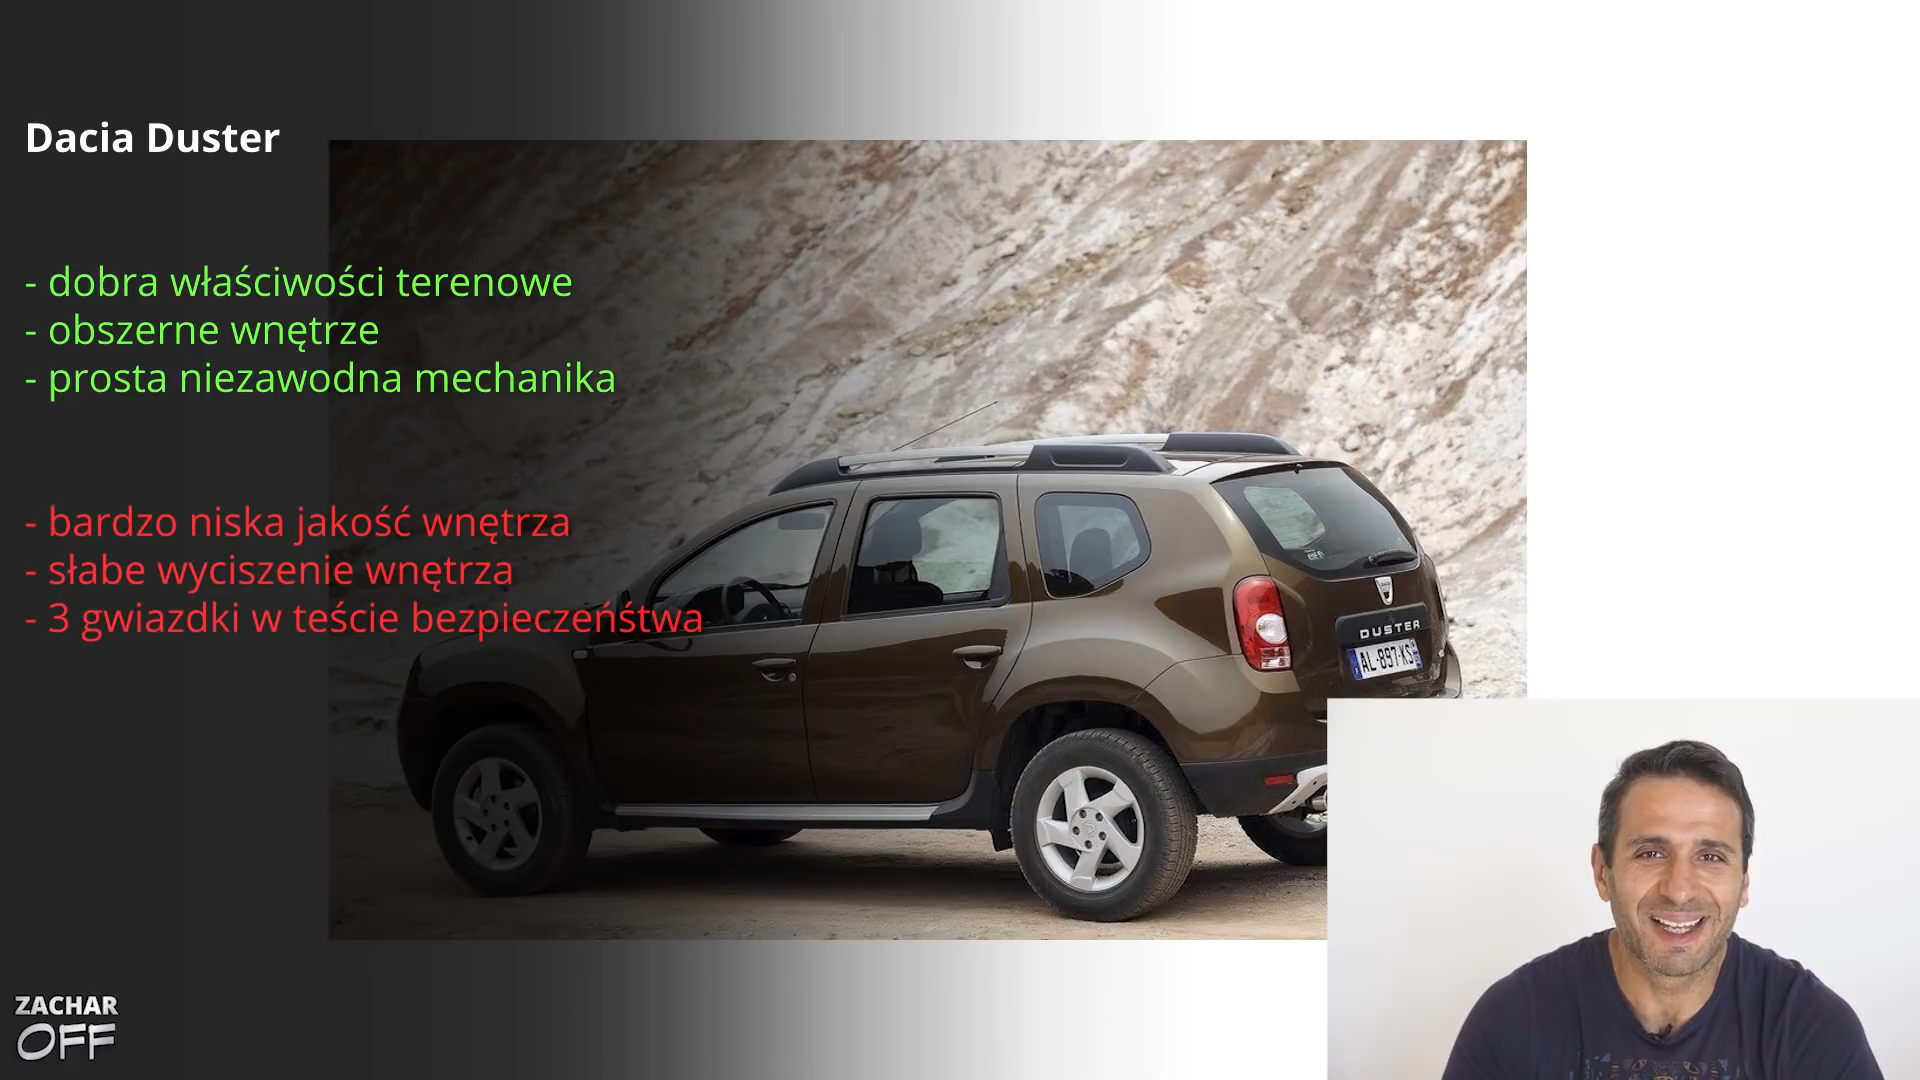 Dacia Duster
- dobra właściwości terenowe
- obszerne wnętrze
- prosta niezawodna mechanika
- bardzo niska jakość wnętrza
- słabe wyciszenie wnętrza
- 3 gwiazdki w teście bezpieczeńśtwa
DUSTER
AL-897-KS
ZACHAR
OFF